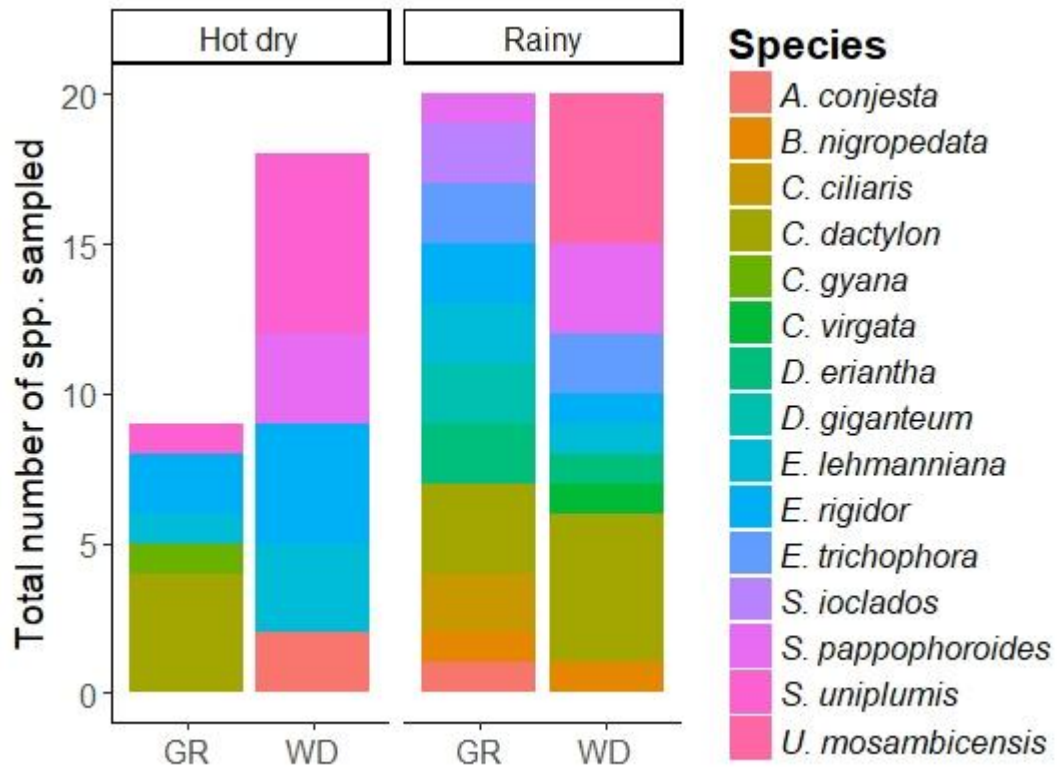 Hot dry
Rainy
Total number of spp. sampled
20
15
10
5
0
GR
WD
GR
WD
Species
A. conjesta
B. nigropedata
C. ciliaris
C. dactylon
C. gyana
C. virgata
D. eriantha
D. giganteum
E. lehmanniana
E. rigidor
E. trichophora
S. ioclados
S. pappophoroides
S. uniplumis
U. mosambicensis